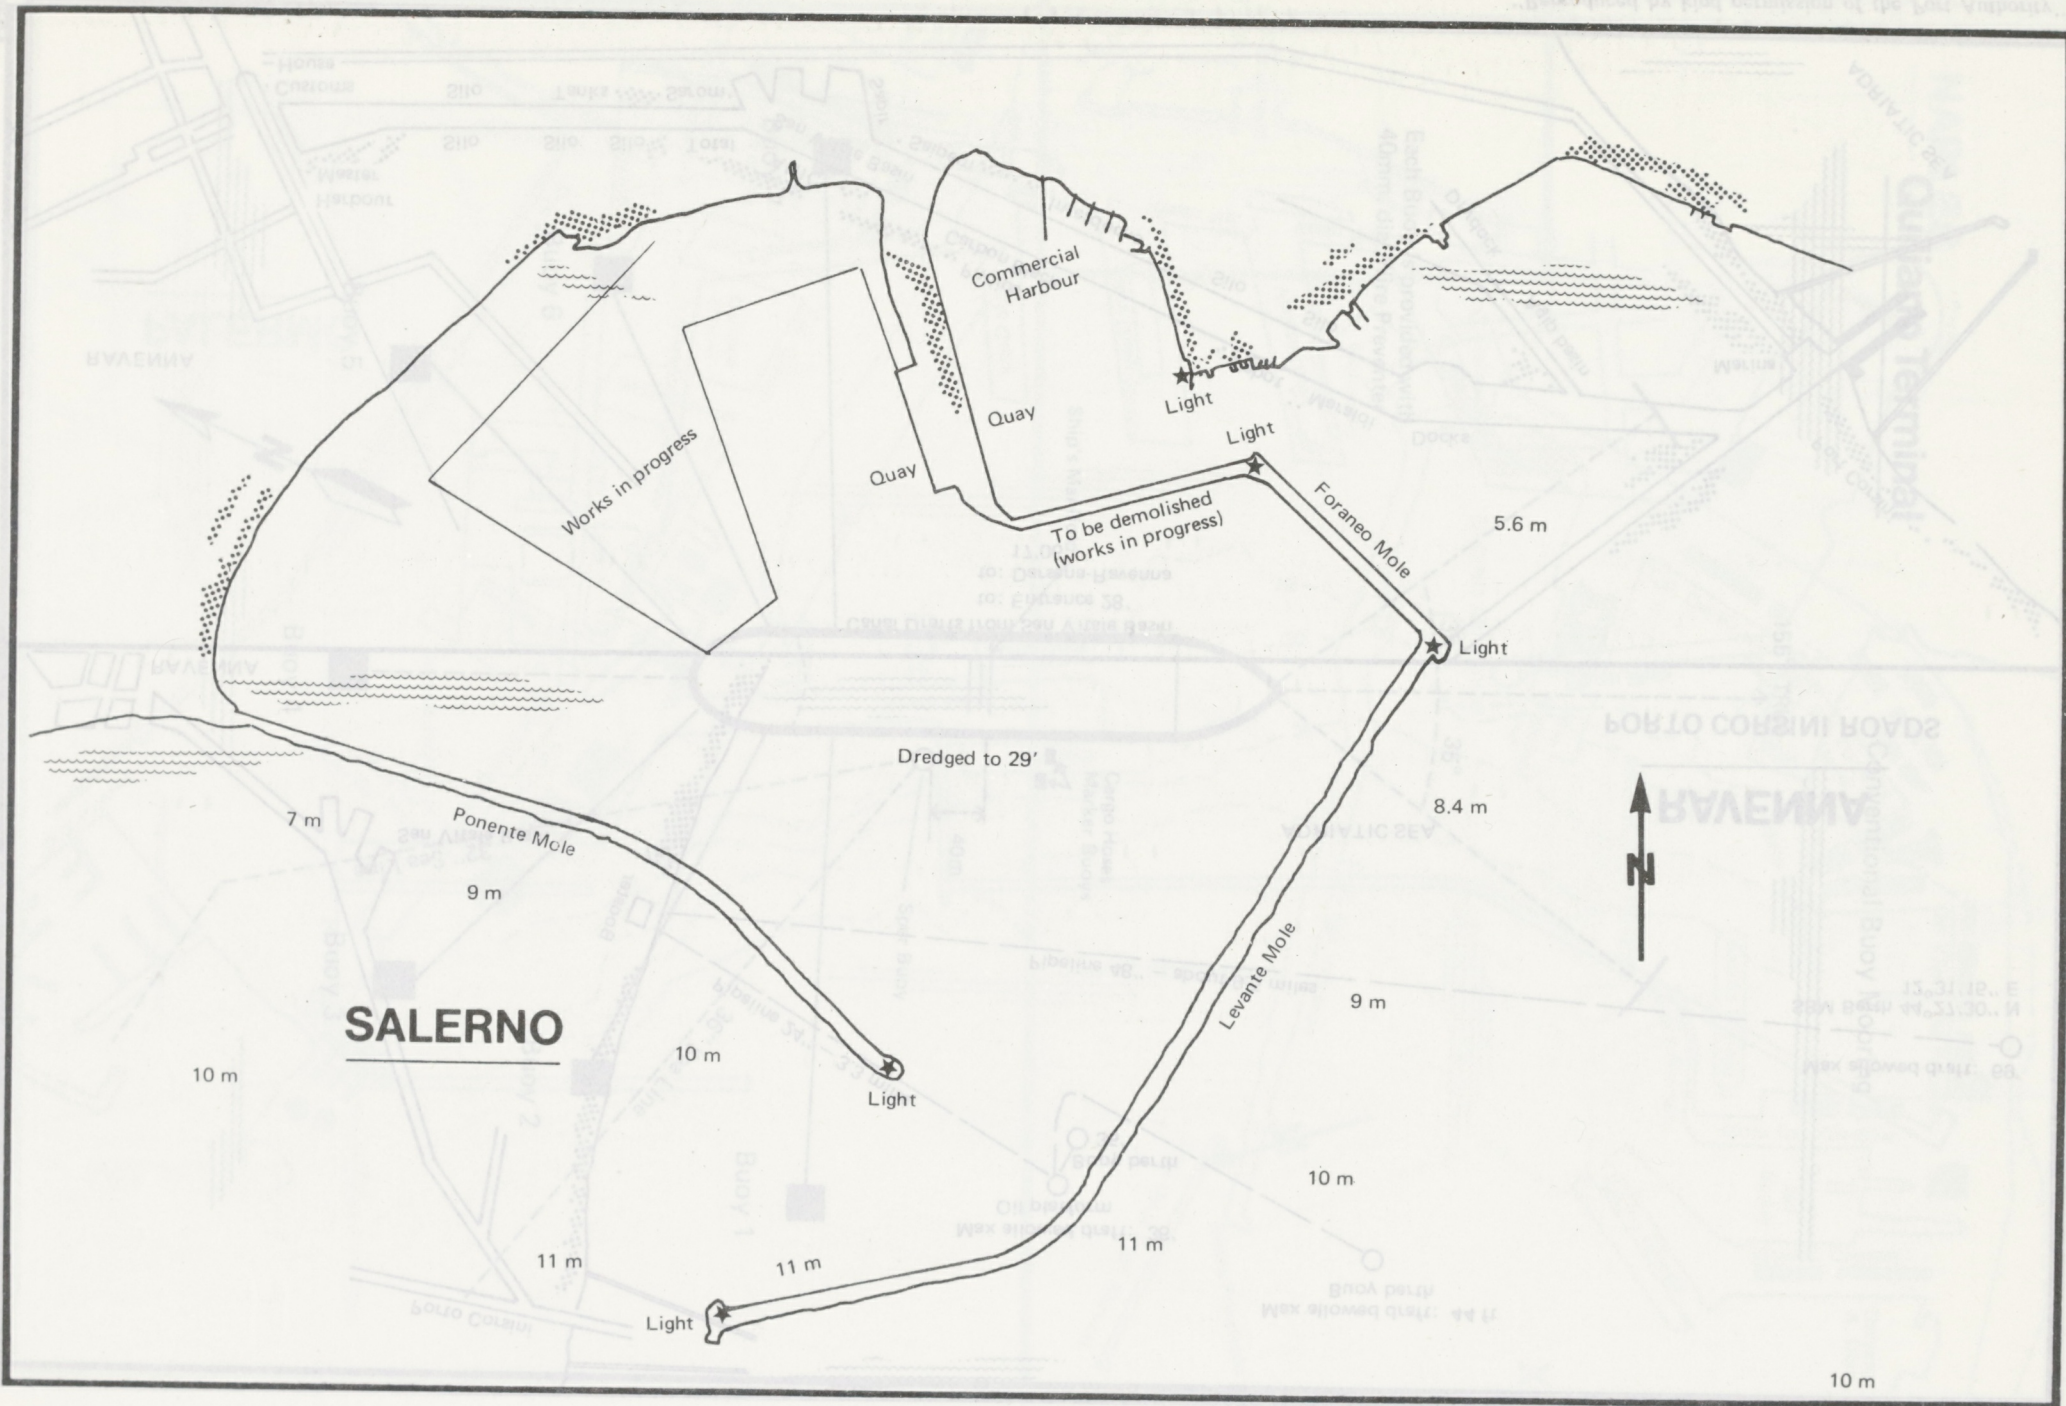 Commercial
Harbour
Quay
Light
Light
Quay
Works in progress
To be demolished
(works in progress)
Foraneo Mole
5.6 m
Light
Dredged to 29'
8.4 m
7 m
Ponente Mole
9 m
N
Levante Mole
9 m
SALERNO
10 m
10 m
Light
10 m
11 m
11 m
11 m
Light
10 m